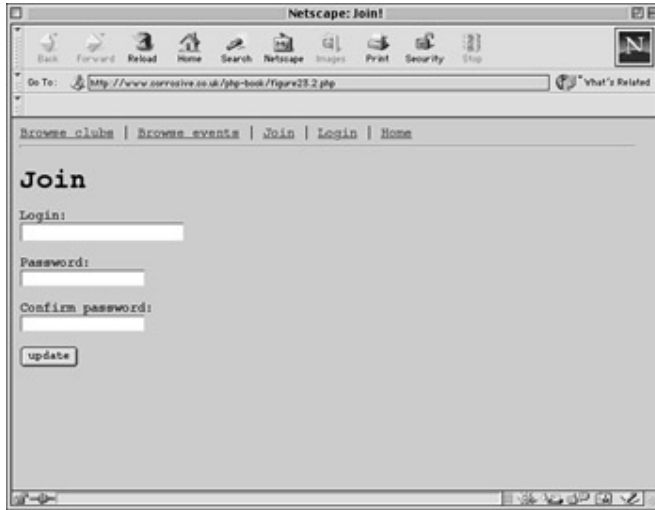 Netscape: Join!
Back Forward Reload Home Search Netscape Images Print Security Stop
Go To: http://www.corrosive.co.uk/php-book/figure23.2.php What's Related
Browse clubs | Browse events | Join | Login | Home
Join
Login:
Password:
Confirm password:
update